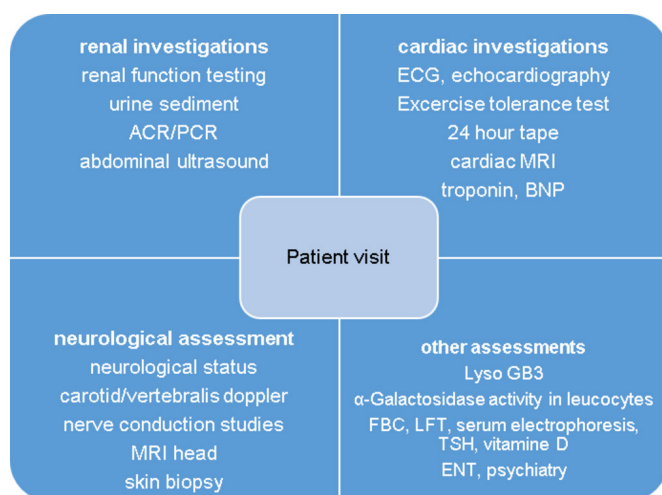 renal investigations
renal function testing
urine sediment
ACR/PCR
abdominal ultrasound
cardiac investigations
ECG, echocardiography
Excercise tolerance test
24 hour tape
cardiac MRI
troponin, BNP
Patient visit
neurological assessment
neurological status
carotid/vertebralis doppler
nerve conduction studies
MRI head
skin biopsy
other assessments
Lyso GB3
α-Galactosidase activity in leucocytes
FBC, LFT, serum electrophoresis,
TSH, vitamine D
ENT, psychiatry